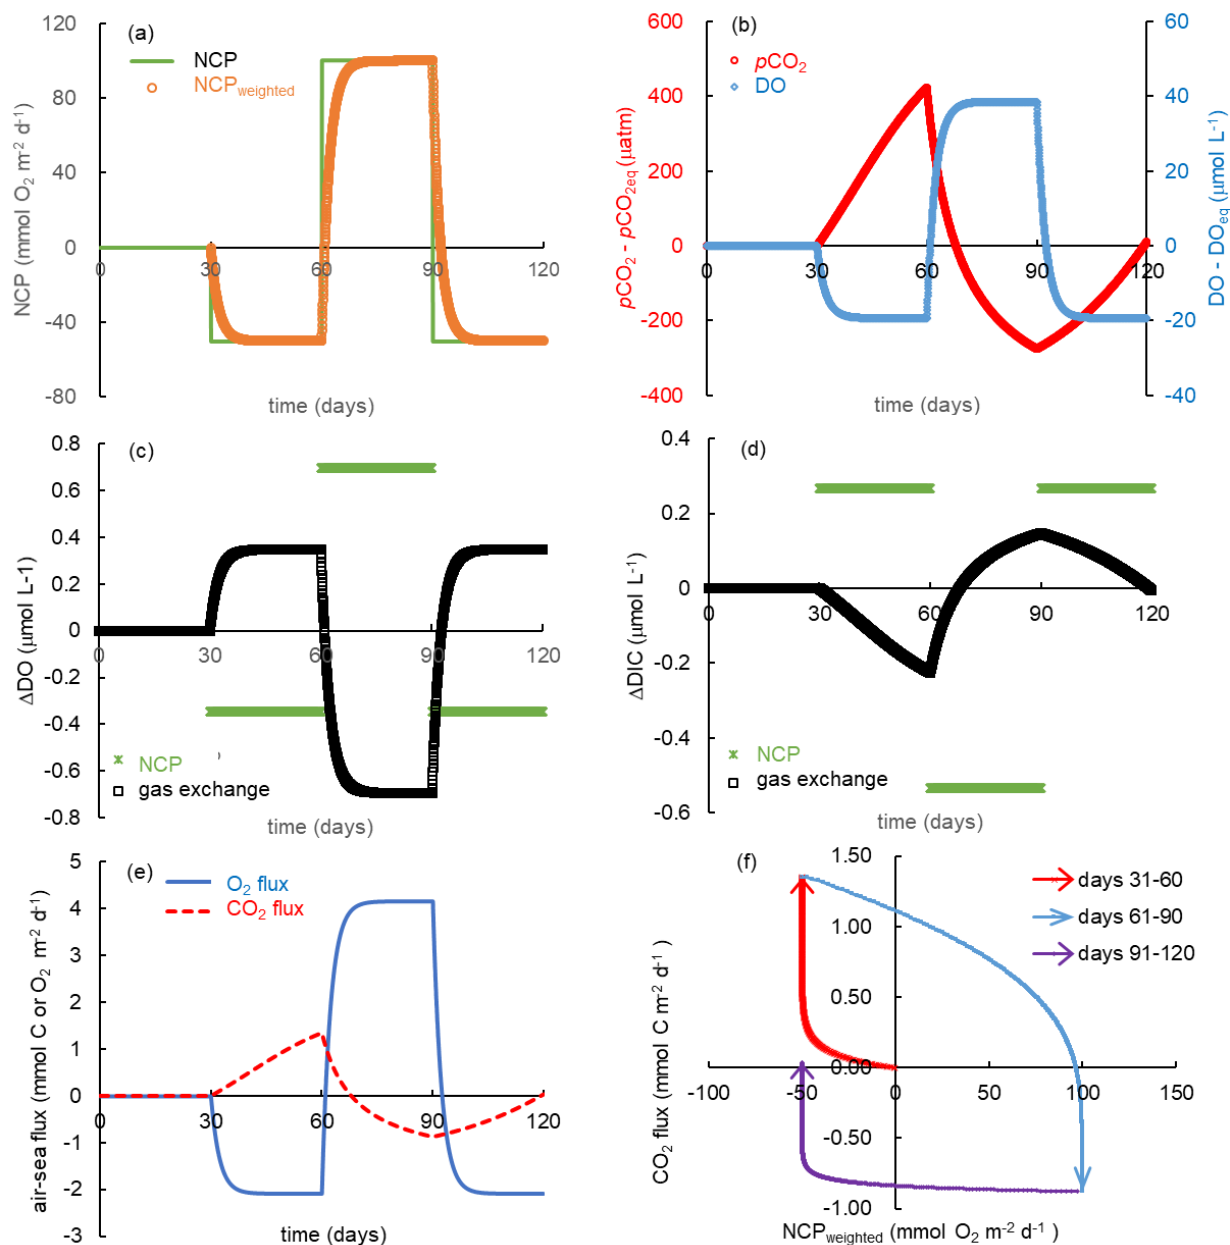 (a)
NCP
NCPweighted
120
80
40
0
-40
-80
0 30 60 90 120
NCP (mmol O2 m-2 d-1)
time (days)
(b)
pCO2
DO
600
400
200
0
-200
-400
0 30 60 90 120
60
40
20
0
-20
-40
pCO2 - pCO2eq (µatm)
DO - DOeq (µmol L-1)
time (days)
(c)
0.8
0.6
0.4
0.2
0
-0.2
-0.4
-0.6
-0.8
0 30 60 90 120
NCP
gas exchange
ΔDO (µmol L-1)
time (days)
(d)
0.4
0.2
0
-0.2
-0.4
-0.6
0 30 60 90 120
NCP
gas exchange
ΔDIC (µmol L-1)
time (days)
(e)
O2 flux
CO2 flux
5
4
3
2
1
0
-1
-2
-3
0 30 60 90 120
air-sea flux (mmol C or O2 m-2 d-1)
time (days)
(f)
1.50
1.00
0.50
0.00
-0.50
-1.00
-100 -50 0 50 100 150
days 31-60
days 61-90
days 91-120
CO2 flux (mmol C m-2 d-1)
NCPweighted (mmol O2 m-2 d-1)